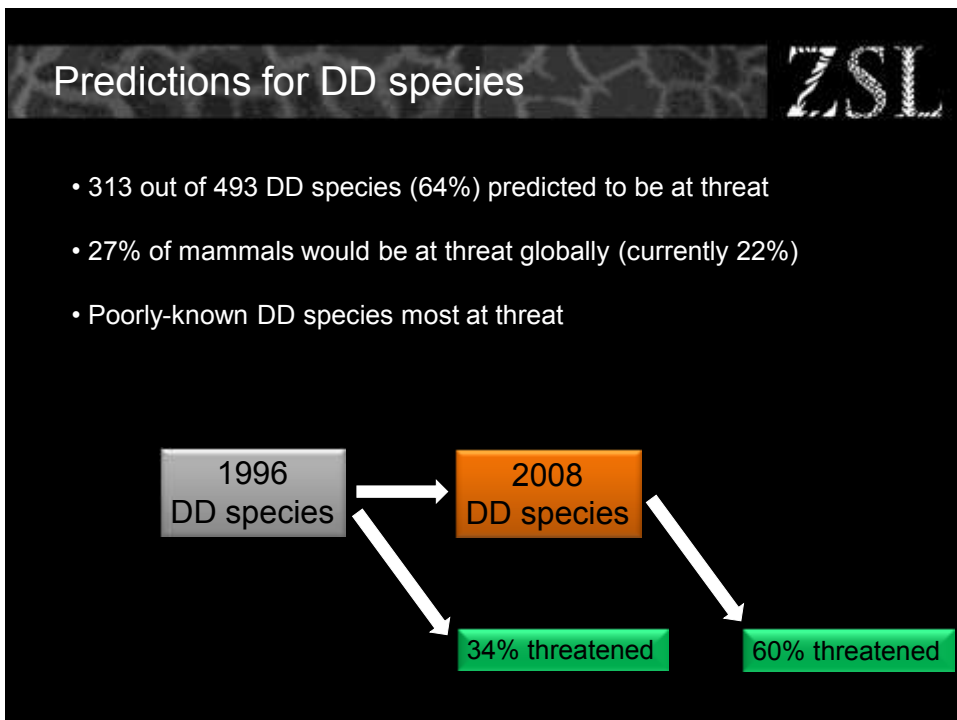 Predictions for DD species
ZSL
• 313 out of 493 DD species (64%) predicted to be at threat
• 27% of mammals would be at threat globally (currently 22%)
• Poorly-known DD species most at threat
1996
DD species
2008
DD species
34% threatened
60% threatened